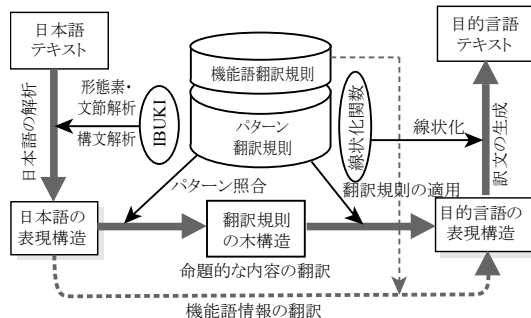 日本語
テキスト
目的言語
テキスト
機能語翻訳規則
形態素・
文節解析
構文解析
IBUKI
日本語の解析
パターン
翻訳規則
線状化関数
線状化
訳文の生成
パターン照合
翻訳規則の適用
日本語の
表現構造
翻訳規則
の木構造
目的言語の
表現構造
命題的な内容の翻訳
機能語情報の翻訳